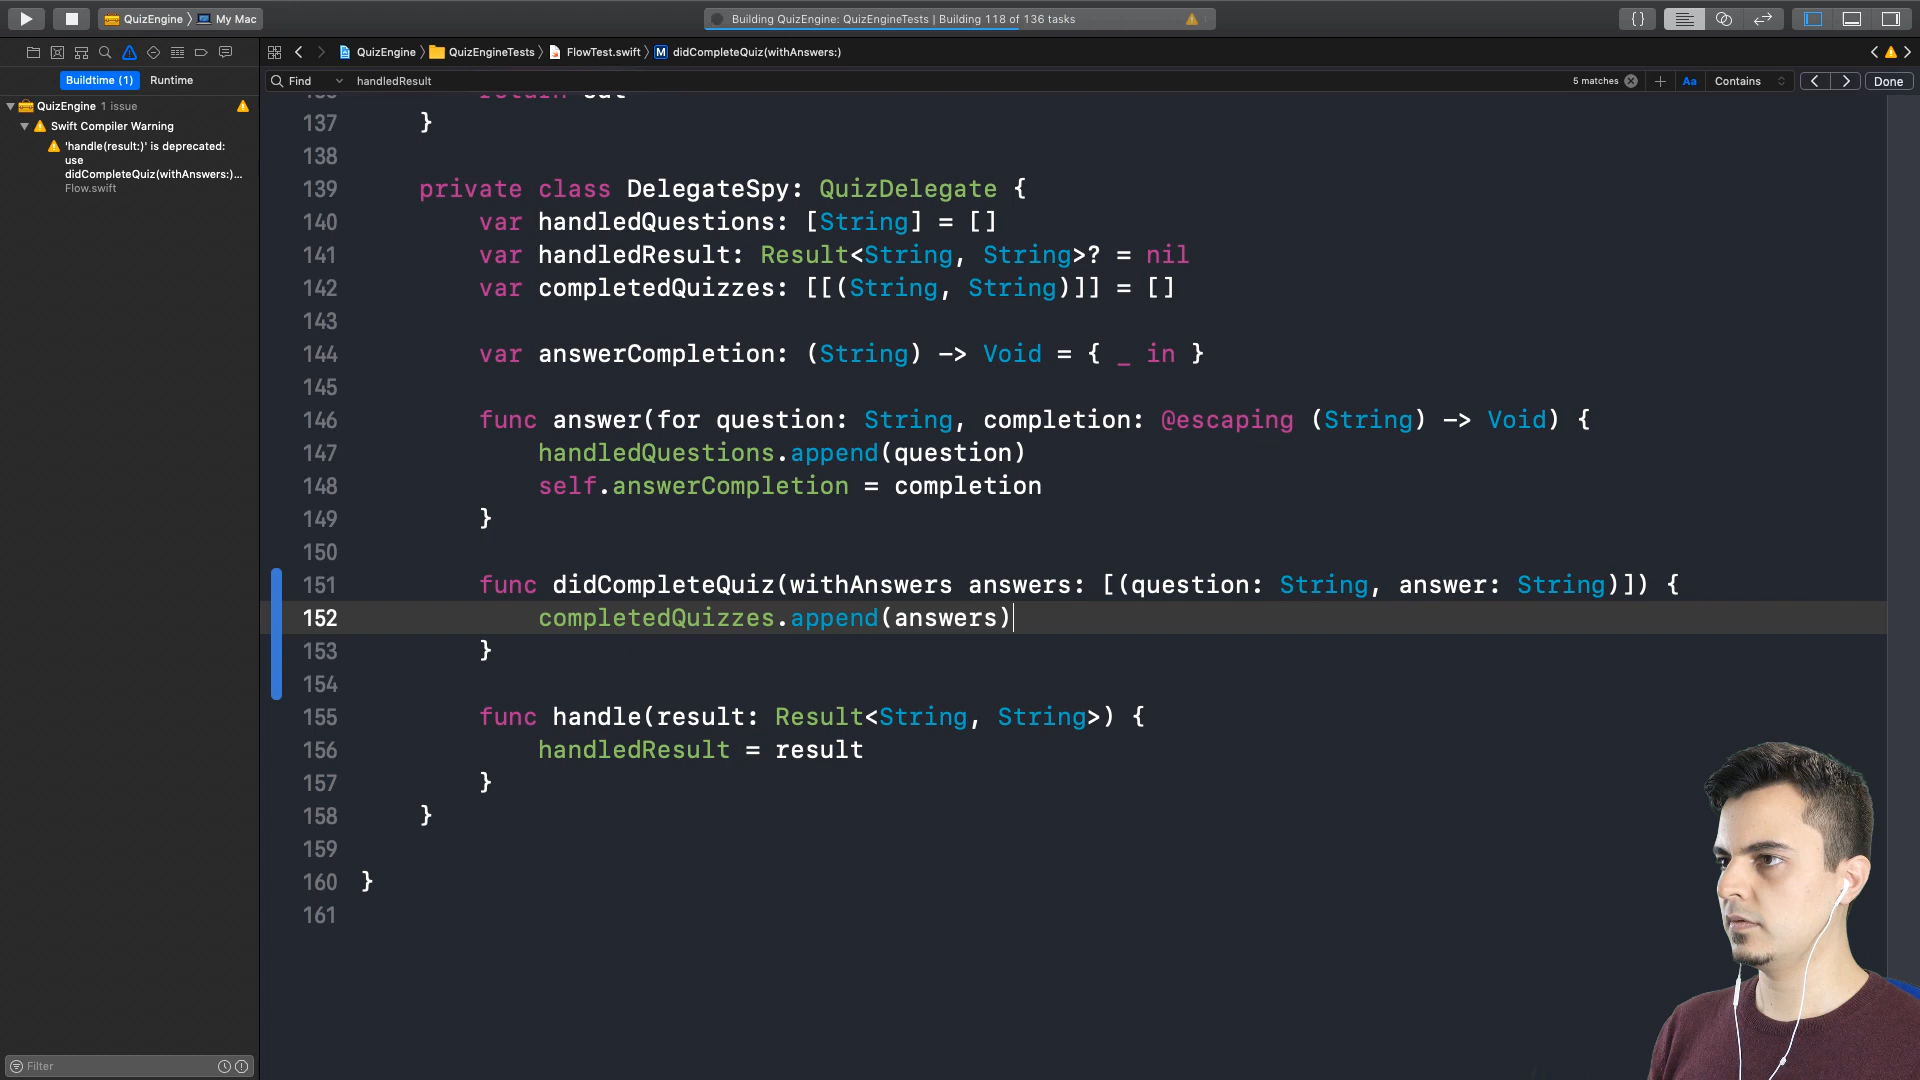 QuizEngine 〉 My Mac
Building QuizEngine: QuizEngineTests | Building 118 of 136 tasks
QuizEngine 〉 QuizEngineTests 〉 FlowTest.swift 〉 M didCompleteQuiz(withAnswers:)
Buildtime (1) Runtime
Find handledResult 5 matches Aa Contains Done
QuizEngine 1 issue
Swift Compiler Warning
'handle(result:)' is deprecated:
use
didCompleteQuiz(withAnswers:)...
Flow.swift
Filter
137 }
138
139 private class DelegateSpy: QuizDelegate {
140 var handledQuestions: [String] = []
141 var handledResult: Result<String, String>? = nil
142 var completedQuizzes: [[(String, String)]] = []
143
144 var answerCompletion: (String) -> Void = { _ in }
145
146 func answer(for question: String, completion: @escaping (String) -> Void) {
147 handledQuestions.append(question)
148 self.answerCompletion = completion
149 }
150
151 func didCompleteQuiz(withAnswers answers: [(question: String, answer: String)]) {
152 completedQuizzes.append(answers)
153 }
154
155 func handle(result: Result<String, String>) {
156 handledResult = result
157 }
158 }
159
160 }
161